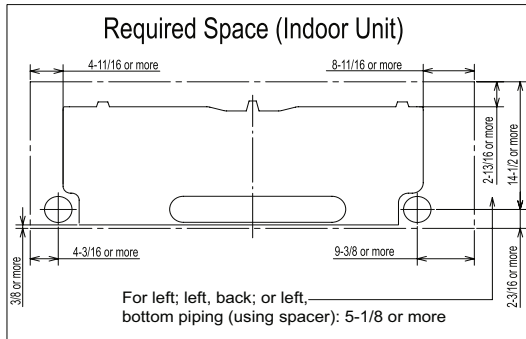 Required Space (Indoor Unit)
4-11/16 or more
8-11/16 or more
2-13/16 or more
14-1/2 or more
3/8 or more
4-3/16 or more
9-3/8 or more
2-3/16 or more
For left; left, back; or left,
bottom piping (using spacer): 5-1/8 or more